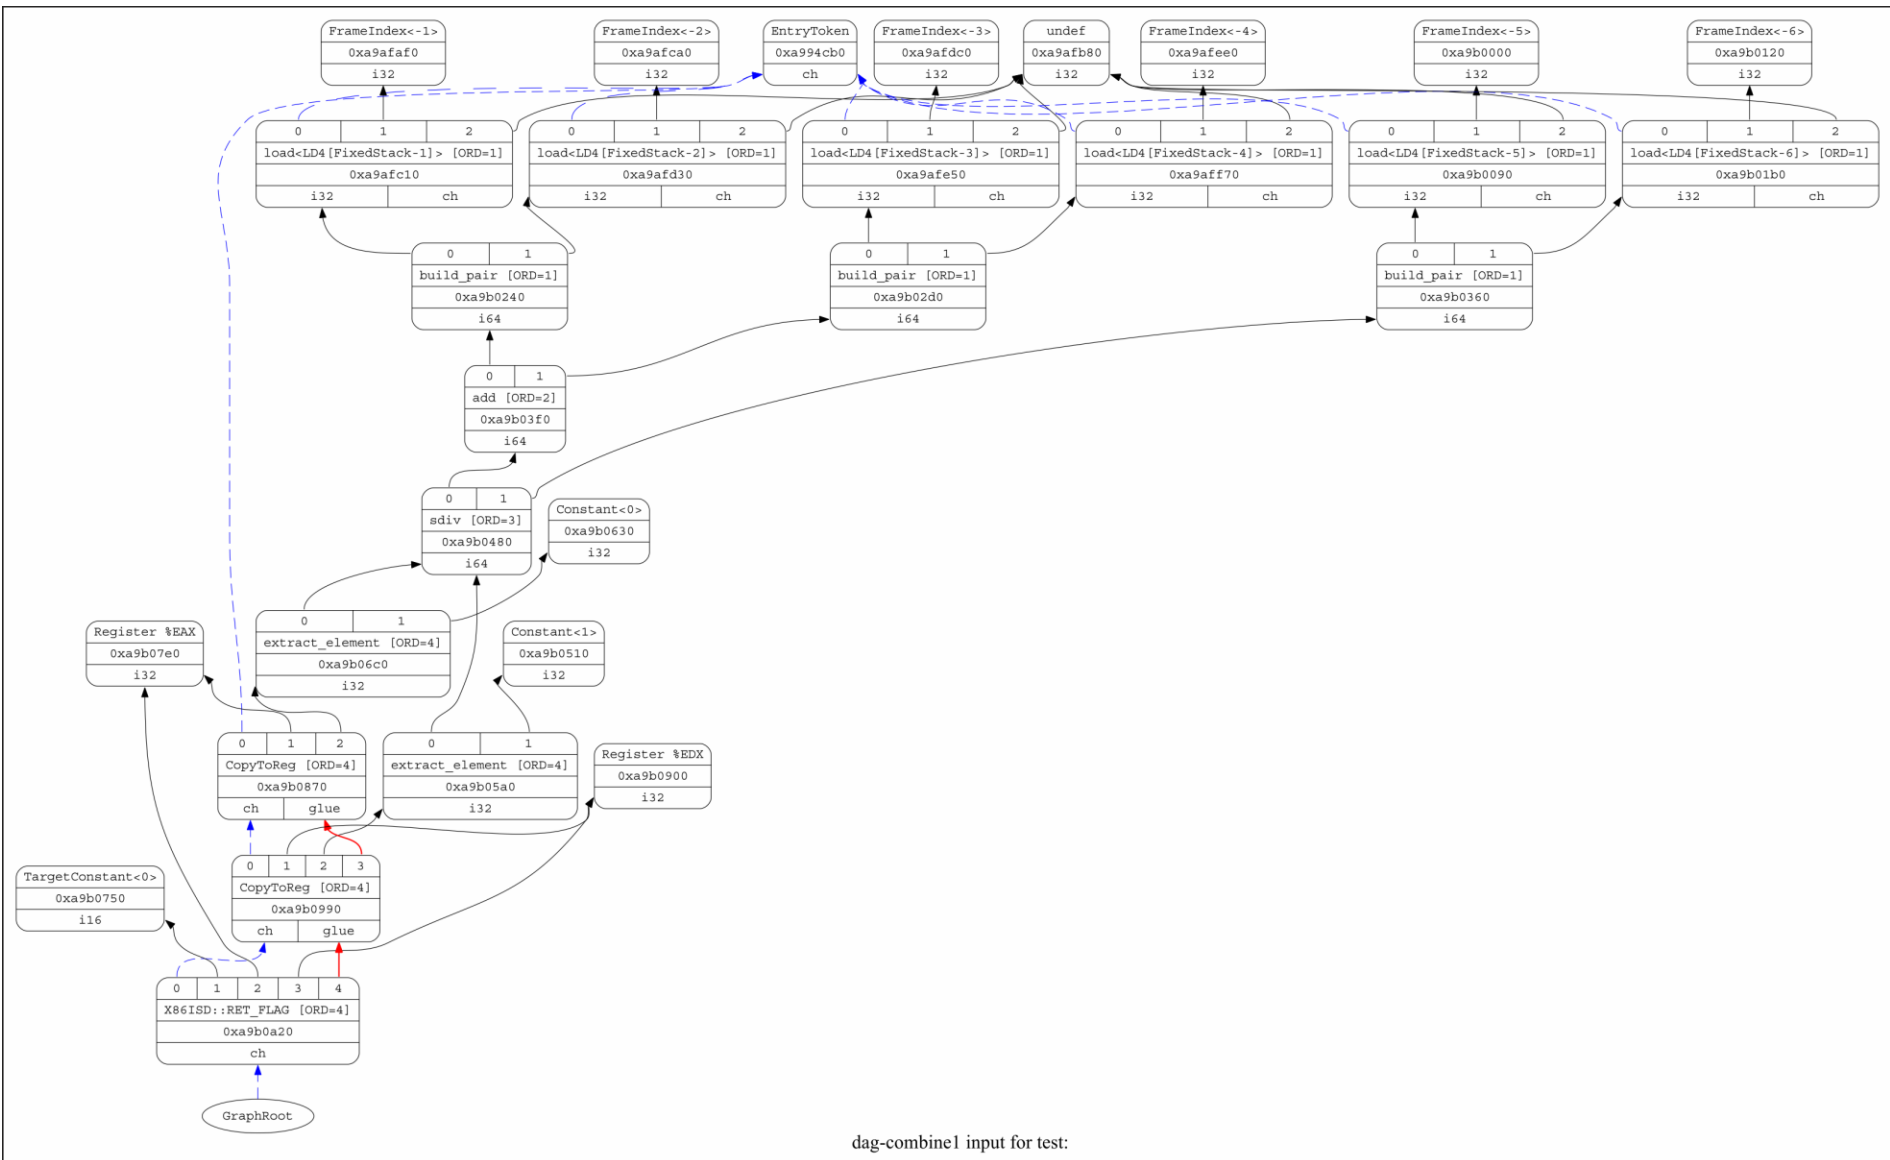 FrameIndex<-1>
0xa9afaf0
i32
FrameIndex<-2>
0xa9afca0
i32
EntryToken
0xa994cb0
ch
FrameIndex<-3>
0xa9afdc0
i32
undef
0xa9afb80
i32
FrameIndex<-4>
0xa9afee0
i32
FrameIndex<-5>
0xa9b0000
i32
FrameIndex<-6>
0xa9b0120
i32
0 1 2
load<LD4[FixedStack-1]> [ORD=1]
0xa9afc10
i32 ch
0 1 2
load<LD4[FixedStack-2]> [ORD=1]
0xa9afd30
i32 ch
0 1 2
load<LD4[FixedStack-3]> [ORD=1]
0xa9afe50
i32 ch
0 1 2
load<LD4[FixedStack-4]> [ORD=1]
0xa9aff70
i32 ch
0 1 2
load<LD4[FixedStack-5]> [ORD=1]
0xa9b0090
i32 ch
0 1 2
load<LD4[FixedStack-6]> [ORD=1]
0xa9b01b0
i32 ch
0 1
build_pair [ORD=1]
0xa9b0240
i64
0 1
build_pair [ORD=1]
0xa9b02d0
i64
0 1
build_pair [ORD=1]
0xa9b0360
i64
0 1
add [ORD=2]
0xa9b03f0
i64
0 1
sdiv [ORD=3]
0xa9b0480
i64
Constant<0>
0xa9b0630
i32
Register %EAX
0xa9b07e0
i32
0 1
extract_element [ORD=4]
0xa9b06c0
i32
Constant<1>
0xa9b0510
i32
0 1 2
CopyToReg [ORD=4]
0xa9b0870
ch glue
0 1
extract_element [ORD=4]
0xa9b05a0
i32
Register %EDX
0xa9b0900
i32
TargetConstant<0>
0xa9b0750
i16
0 1 2 3
CopyToReg [ORD=4]
0xa9b0990
ch glue
0 1 2 3 4
X86ISD::RET_FLAG [ORD=4]
0xa9b0a20
ch
GraphRoot
dag-combine1 input for test: